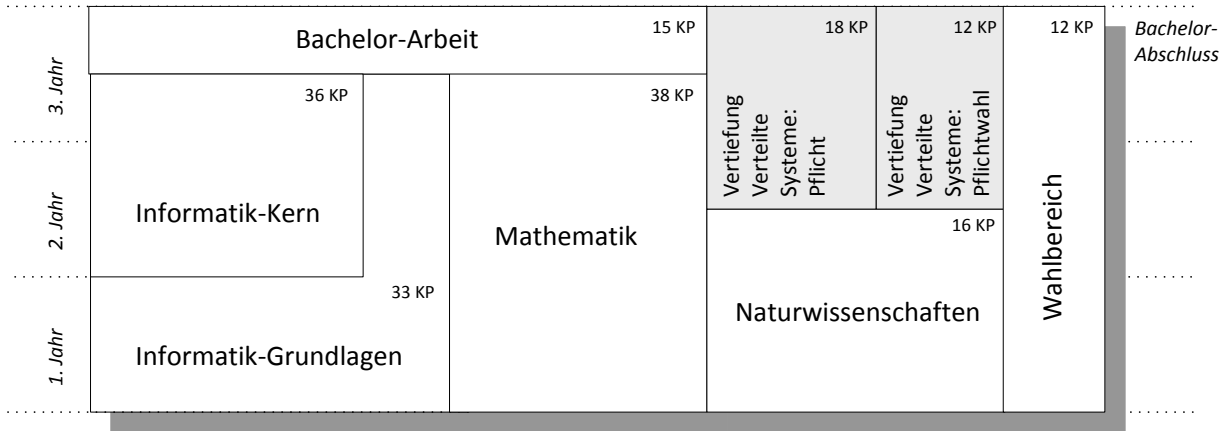 15 KP
18 KP
12 KP
12 KP
Bachelor-
Abschluss
Bachelor-Arbeit
3. Jahr
36 KP
38 KP
Vertiefung
Verteilte
Systeme:
Pflicht
Vertiefung
Verteilte
Systeme:
Pflichtwahl
2. Jahr
Informatik-Kern
Mathematik
16 KP
Wahlbereich
33 KP
Naturwissenschaften
1. Jahr
Informatik-Grundlagen